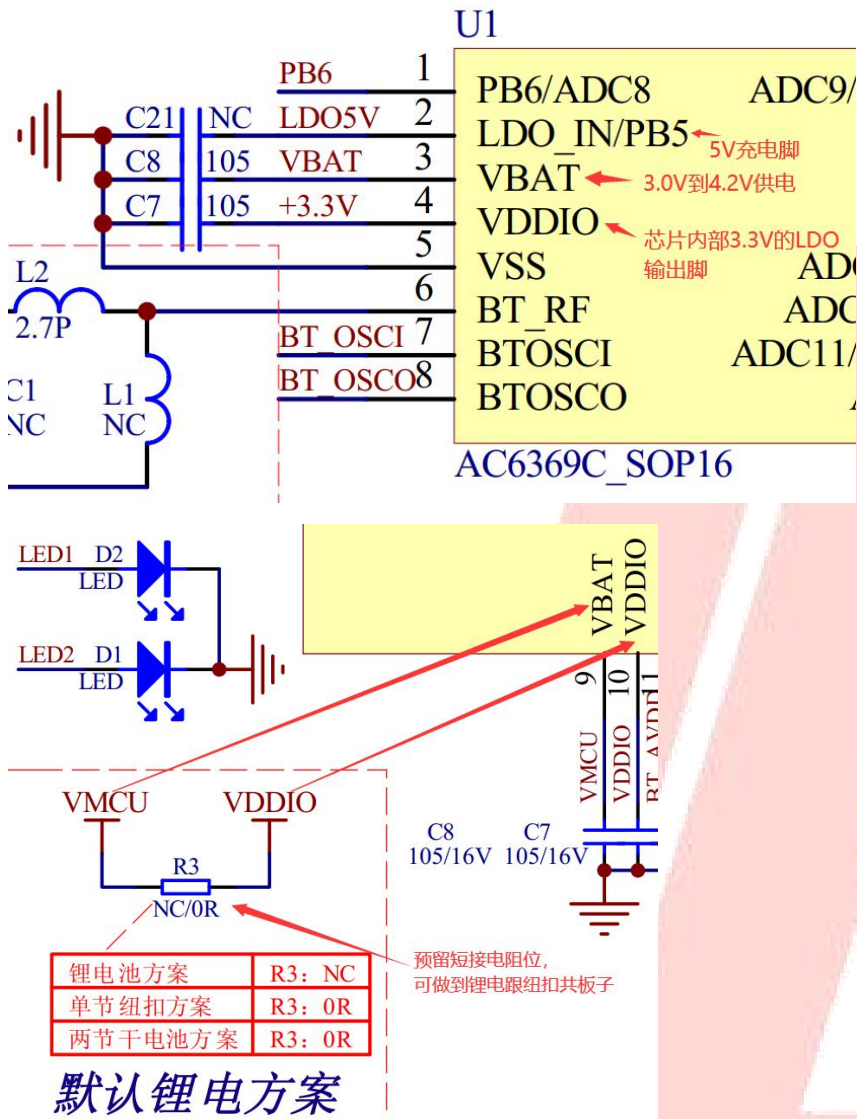 U1
PB6 1 PB6/ADC8 ADC9/
C21 NC LDO5V 2 LDO_IN/PB5
5V充电脚
C8 105 VBAT 3 VBAT
3.0V到4.2V供电
C7 105 +3.3V 4 VDDIO
芯片内部3.3V的LDO
输出脚
5 VSS
L2
2.7P
6 BT_RF ADC
BT_OSCI 7 BTOSCI ADC11/
BT_OSCO 8 BTOSCO
C1
NC
L1
NC
AC6369C_SOP16
LED1 D2
LED
LED2 D1
LED
VBAT
VDDIO
9
10
11
VMCU
VDDIO
BT_AVDD
VMCU VDDIO
R3
NC/0R
C8
105/16V
C7
105/16V
预留短接电阻位，
可做到锂电跟纽扣共板子
锂电池方案 R3：NC
单节纽扣方案 R3：0R
两节干电池方案 R3：0R
默认锂电方案